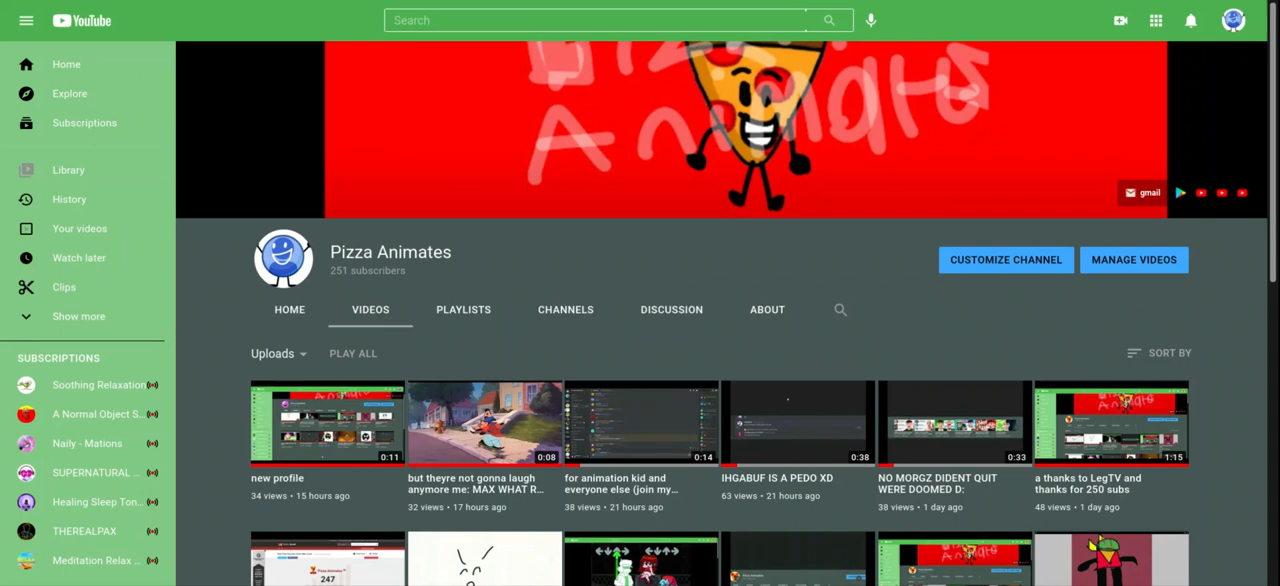 YouTube
Search
Home
Explore
Subscriptions
Library
History
Your videos
Watch later
Clips
Show more
SUBSCRIPTIONS
Soothing Relaxation
A Normal Object S...
Naily - Mations
SUPERNATURAL ...
Healing Sleep Ton...
THEREALPAX
Meditation Relax ...
Animates
gmail
Pizza Animates
251 subscribers
CUSTOMIZE CHANNEL
MANAGE VIDEOS
HOME
VIDEOS
PLAYLISTS
CHANNELS
DISCUSSION
ABOUT
Uploads
PLAY ALL
SORT BY
0:11
new profile
34 views • 15 hours ago
0:08
but theyre not gonna laugh
anymore me: MAX WHAT R...
32 views • 17 hours ago
0:14
for animation kid and
everyone else (join my...
38 views • 21 hours ago
0:38
IHGABUF IS A PEDO XD
63 views • 21 hours ago
0:33
NO MORGZ DIDENT QUIT
WERE DOOMED D:
38 views • 1 day ago
1:15
a thanks to LegTV and
thanks for 250 subs
48 views • 1 day ago
Pizza Animates
247